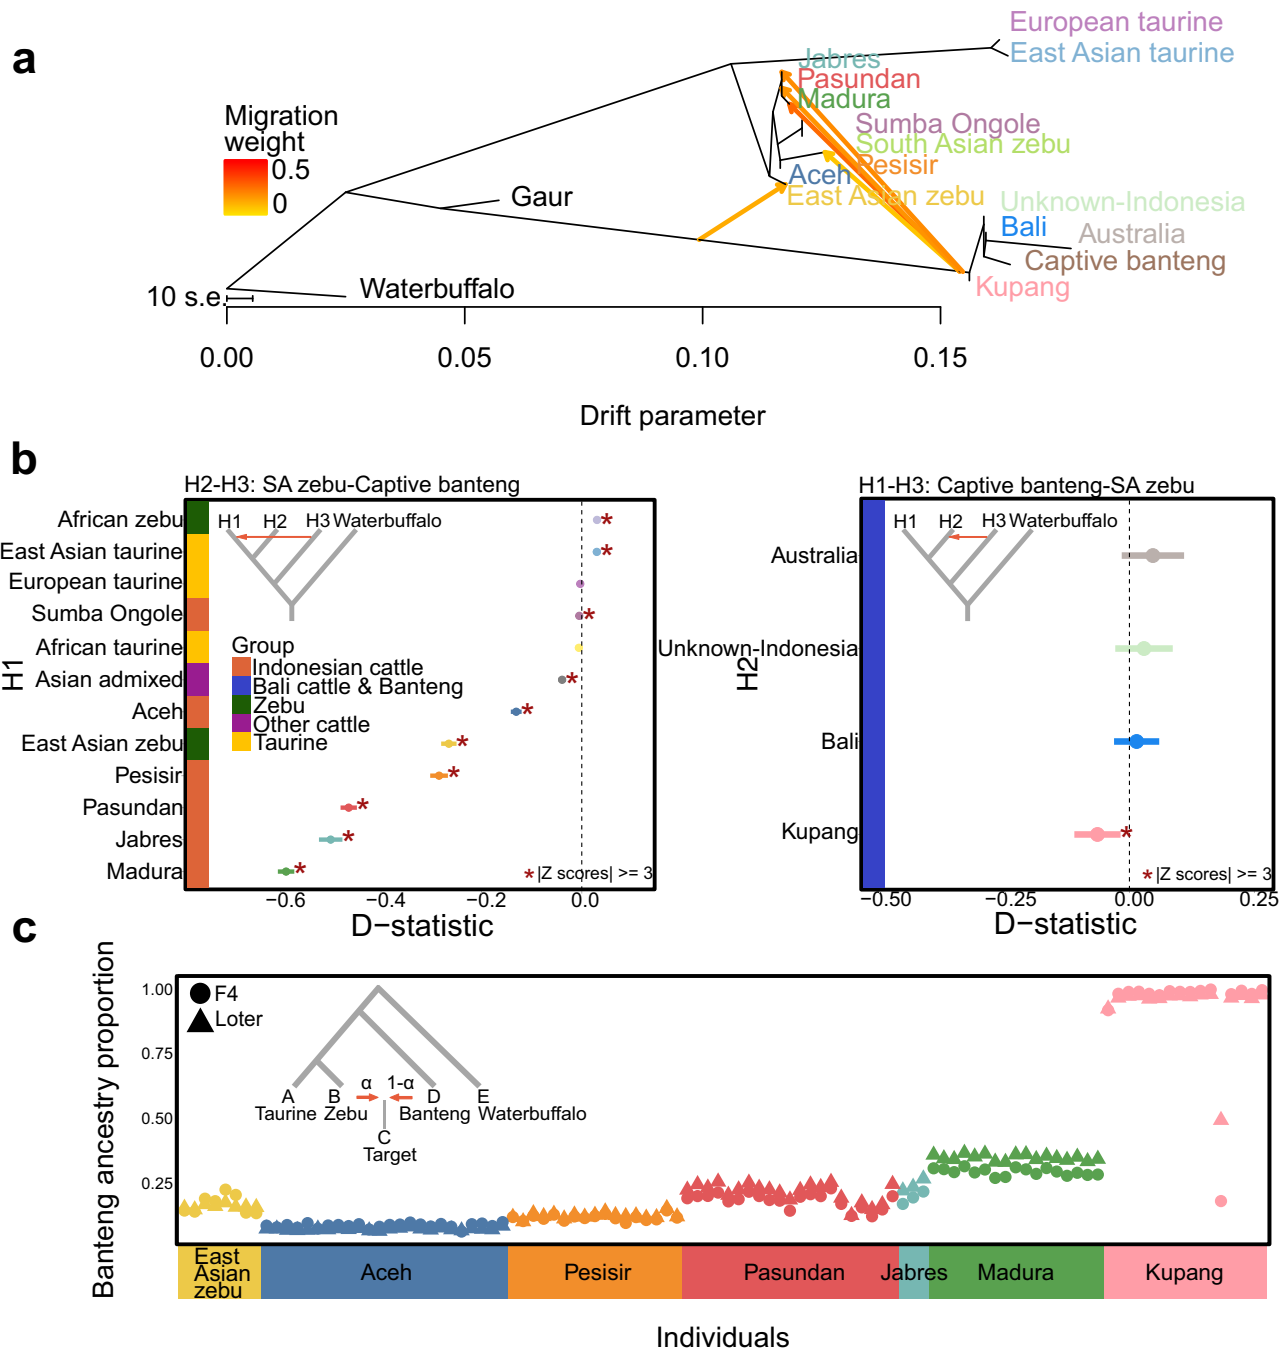 a
European taurine
East Asian taurine
Jabres
Pasundan
Madura
Sumba Ongole
South Asian zebu
Pesisir
Aceh
East Asian zebu
Migration
weight
0.5
0
Gaur
Unknown-Indonesia
Bali
Australia
Captive banteng
Kupang
Waterbuffalo
10 s.e.
0.00 0.05 0.10 0.15
Drift parameter
b
H2-H3: SA zebu-Captive banteng
H1
African zebu
East Asian taurine
European taurine
Sumba Ongole
African taurine
Asian admixed
Aceh
East Asian zebu
Pesisir
Pasundan
Jabres
Madura
H1 H2 H3 Waterbuffalo
Group
Indonesian cattle
Bali cattle & Banteng
Zebu
Other cattle
Taurine
* |Z scores| >= 3
−0.6 −0.4 −0.2 0.0
D−statistic
H1-H3: Captive banteng-SA zebu
H2
Australia
Unknown-Indonesia
Bali
Kupang
H1 H2 H3 Waterbuffalo
* |Z scores| >= 3
−0.50 −0.25 0.00 0.25
D−statistic
c
Banteng ancestry proportion
1.00
0.75
0.50
0.25
F4
Loter
A B α 1-α D E
Taurine Zebu Banteng Waterbuffalo
C
Target
East
Asian
zebu
Aceh
Pesisir
Pasundan
Jabres
Madura
Kupang
Individuals